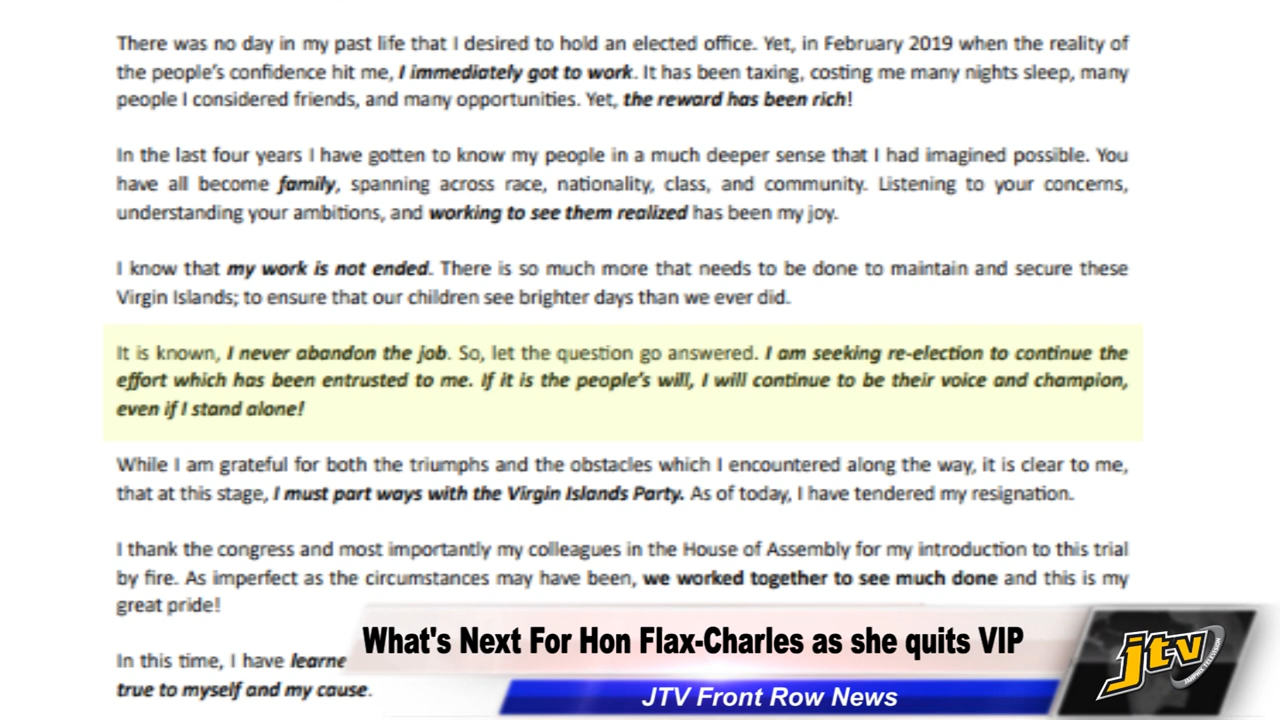 There was no day in my past life that I desired to hold an elected office. Yet, in February 2019 when the reality of
the people's confidence hit me, I immediately got to work. It has been taxing, costing me many nights sleep, many
people I considered friends, and many opportunities. Yet, the reward has been rich!
In the last four years I have gotten to know my people in a much deeper sense that I had imagined possible. You
have all become family, spanning across race, nationality, class, and community. Listening to your concerns,
understanding your ambitions, and working to see them realized has been my joy.
I know that my work is not ended. There is so much more that needs to be done to maintain and secure these
Virgin Islands; to ensure that our children see brighter days than we ever did.
It is known, I never abandon the job. So, let the question go answered. I am seeking re-election to continue the
effort which has been entrusted to me. If it is the people's will, I will continue to be their voice and champion,
even if I stand alone!
While I am grateful for both the triumphs and the obstacles which I encountered along the way, it is clear to me,
that at this stage, I must part ways with the Virgin Islands Party. As of today, I have tendered my resignation.
I thank the congress and most importantly my colleagues in the House of Assembly for my introduction to this trial
by fire. As imperfect as the circumstances may have been, we worked together to see much done and this is my
great pride!
In this time, I have learne
true to myself and my cause.
What's Next For Hon Flax-Charles as she quits VIP
JTV Front Row News
jtv